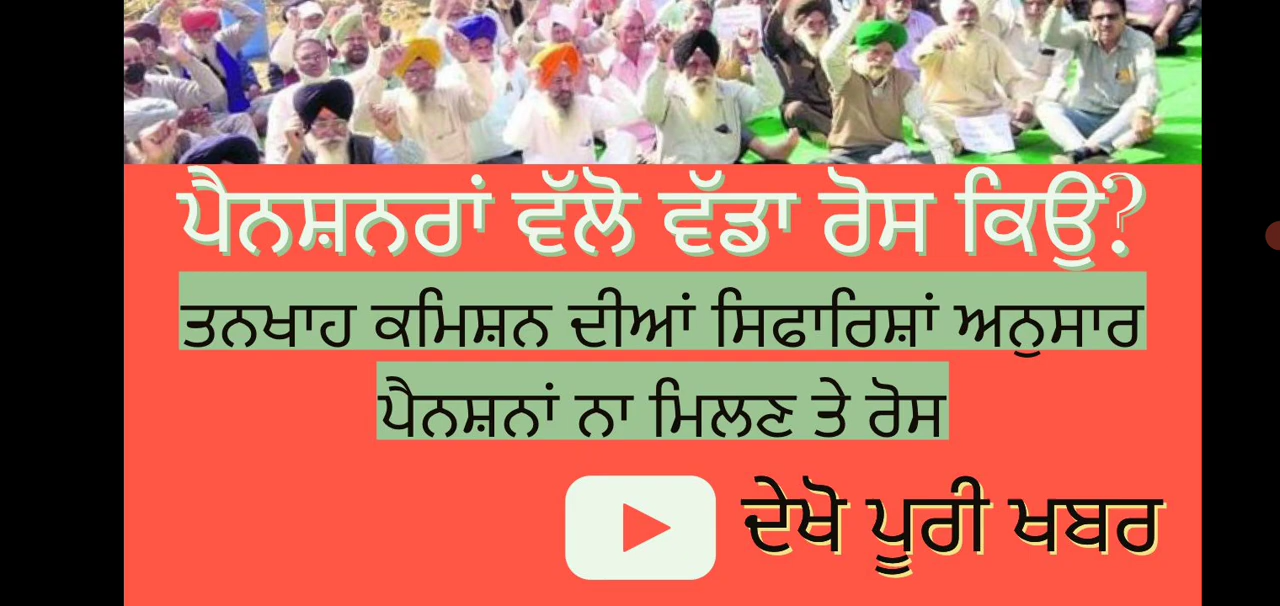 ਪੈਨਸ਼ਨਰਾਂ ਵੱਲੋ ਵੱਡਾ ਰੋਸ ਕਿਉਂ?
ਤਨਖਾਹ ਕਮਿਸ਼ਨ ਦੀਆਂ ਸਿਫਾਰਿਸ਼ਾਂ ਅਨੁਸਾਰ
ਪੈਨਸ਼ਨਾਂ ਨਾ ਮਿਲਣ ਤੇ ਰੋਸ
ਦੇਖੋ ਪੂਰੀ ਖਬਰ